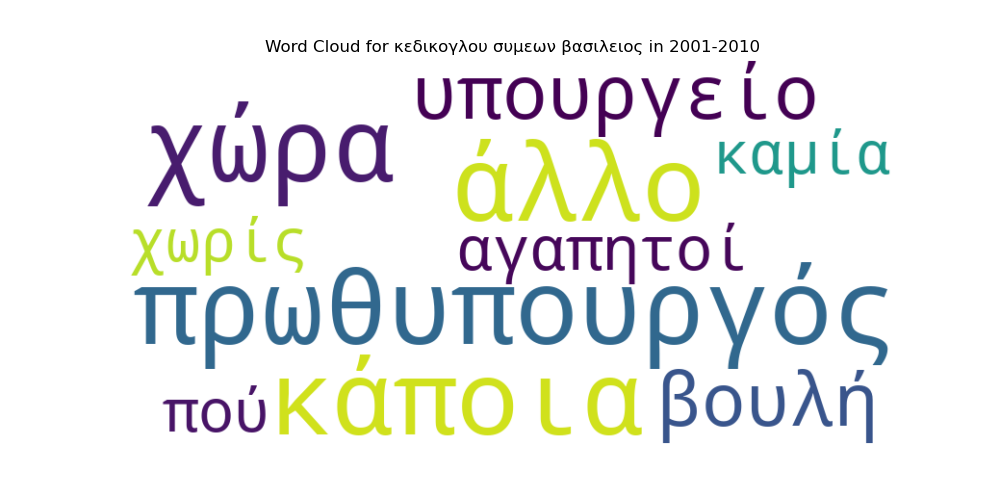 Word Cloud for κεδικογλου συμεων βασιλειος in 2001-2010
υπουργείο
χώρα
άλλο
καμία
χωρίς
αγαπητοί
πρωθυπουργός
πού
κάποια
βουλή